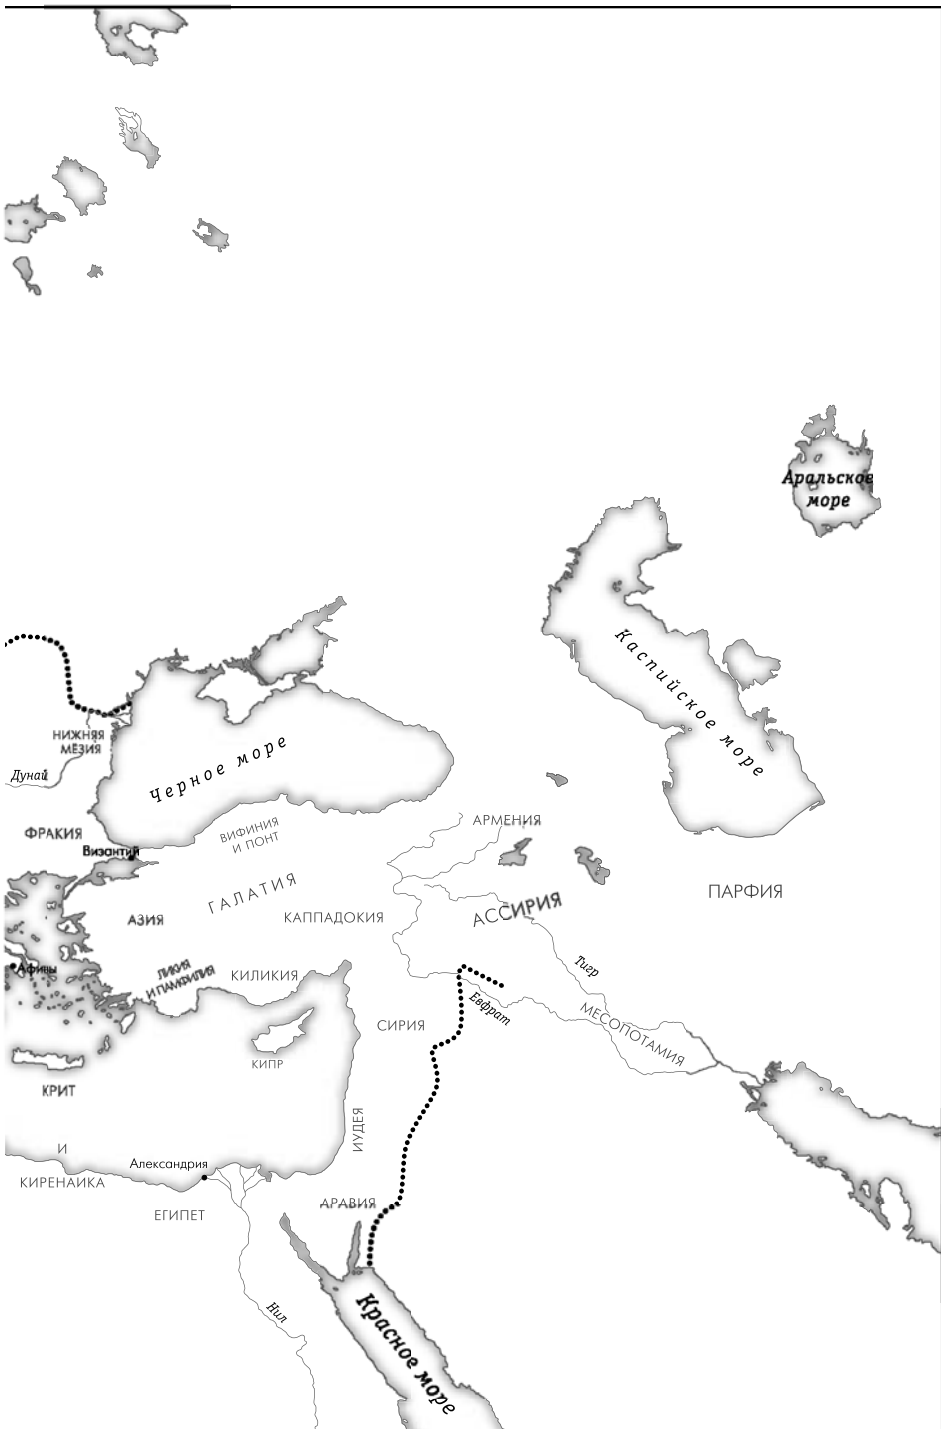 Аральское
море
Каспийское море
НИЖНЯЯ
МЁЗИЯ
Черное море
Дунай
ФРАКИЯ
Византий
ВИФИНИЯ
И ПОНТ
АРМЕНИЯ
ГАЛАТИЯ
АЗИЯ
КАППАДОКИЯ
АССИРИЯ
ПАРФИЯ
Афины
ЛИКИЯ
И ПАМФИЛИЯ
КИЛИКИЯ
Тигр
Евфрат
СИРИЯ
МЕСОПОТАМИЯ
КИПР
КРИТ
ИУДЕЯ
И
КИРЕНАИКА
Александрия
ЕГИПЕТ
АРАВИЯ
Нил
Красное море